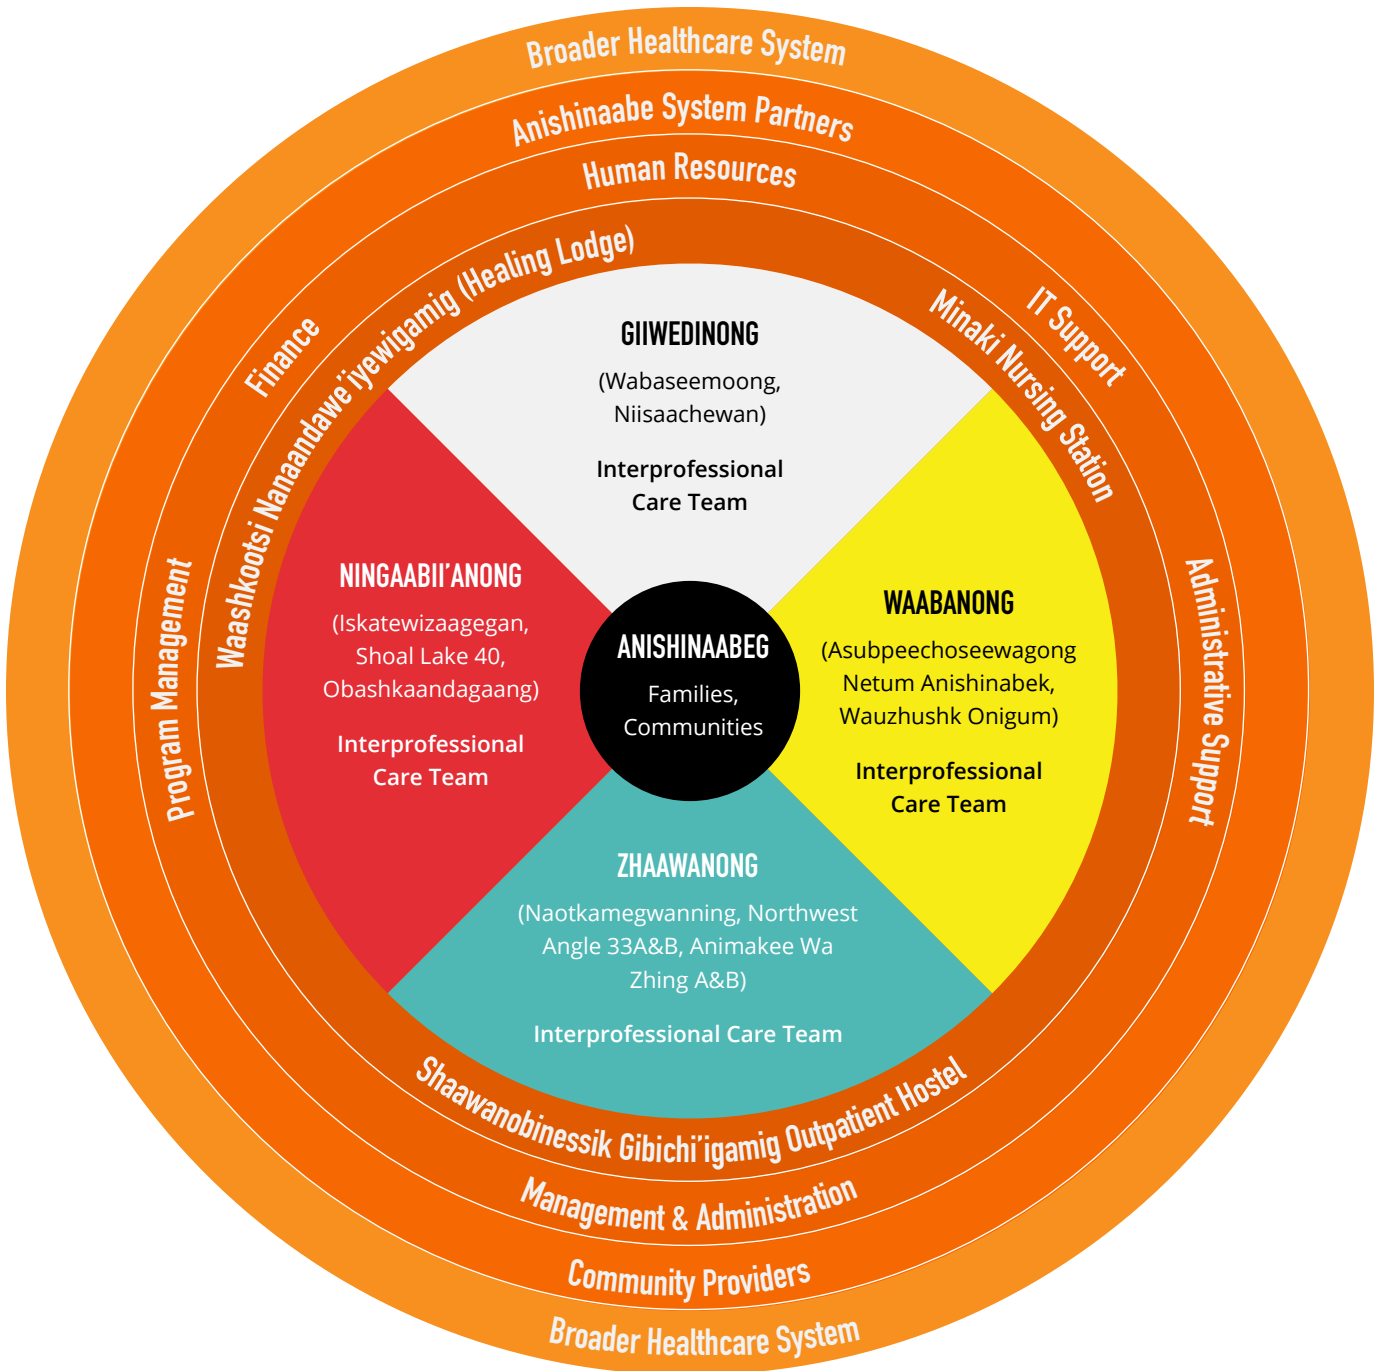 Broader Healthcare System
Anishinaabe System Partners
Human Resources
Finance
IT Support
Program Management
Administrative Support
Waashkootsi Nanaandawe'iyewigamig (Healing Lodge)
Minaki Nursing Station
GIIWEDINONG
(Wabaseemoong,
Niisaachewan)
Interprofessional
Care Team
NINGAABII'ANONG
(Iskatewizaagegan,
Shoal Lake 40,
Obashkaandagaang)
Interprofessional
Care Team
ANISHINAABEG
Families,
Communities
WAABANONG
(Asubpeechoseewagong
Netum Anishinabek,
Wauzhushk Onigum)
Interprofessional
Care Team
ZHAAWANONG
(Naotkamegwanning, Northwest
Angle 33A&B, Animakee Wa
Zhing A&B)
Interprofessional Care Team
Shaawanobinessik Gibichi'igamig Outpatient Hostel
Management & Administration
Community Providers
Broader Healthcare System